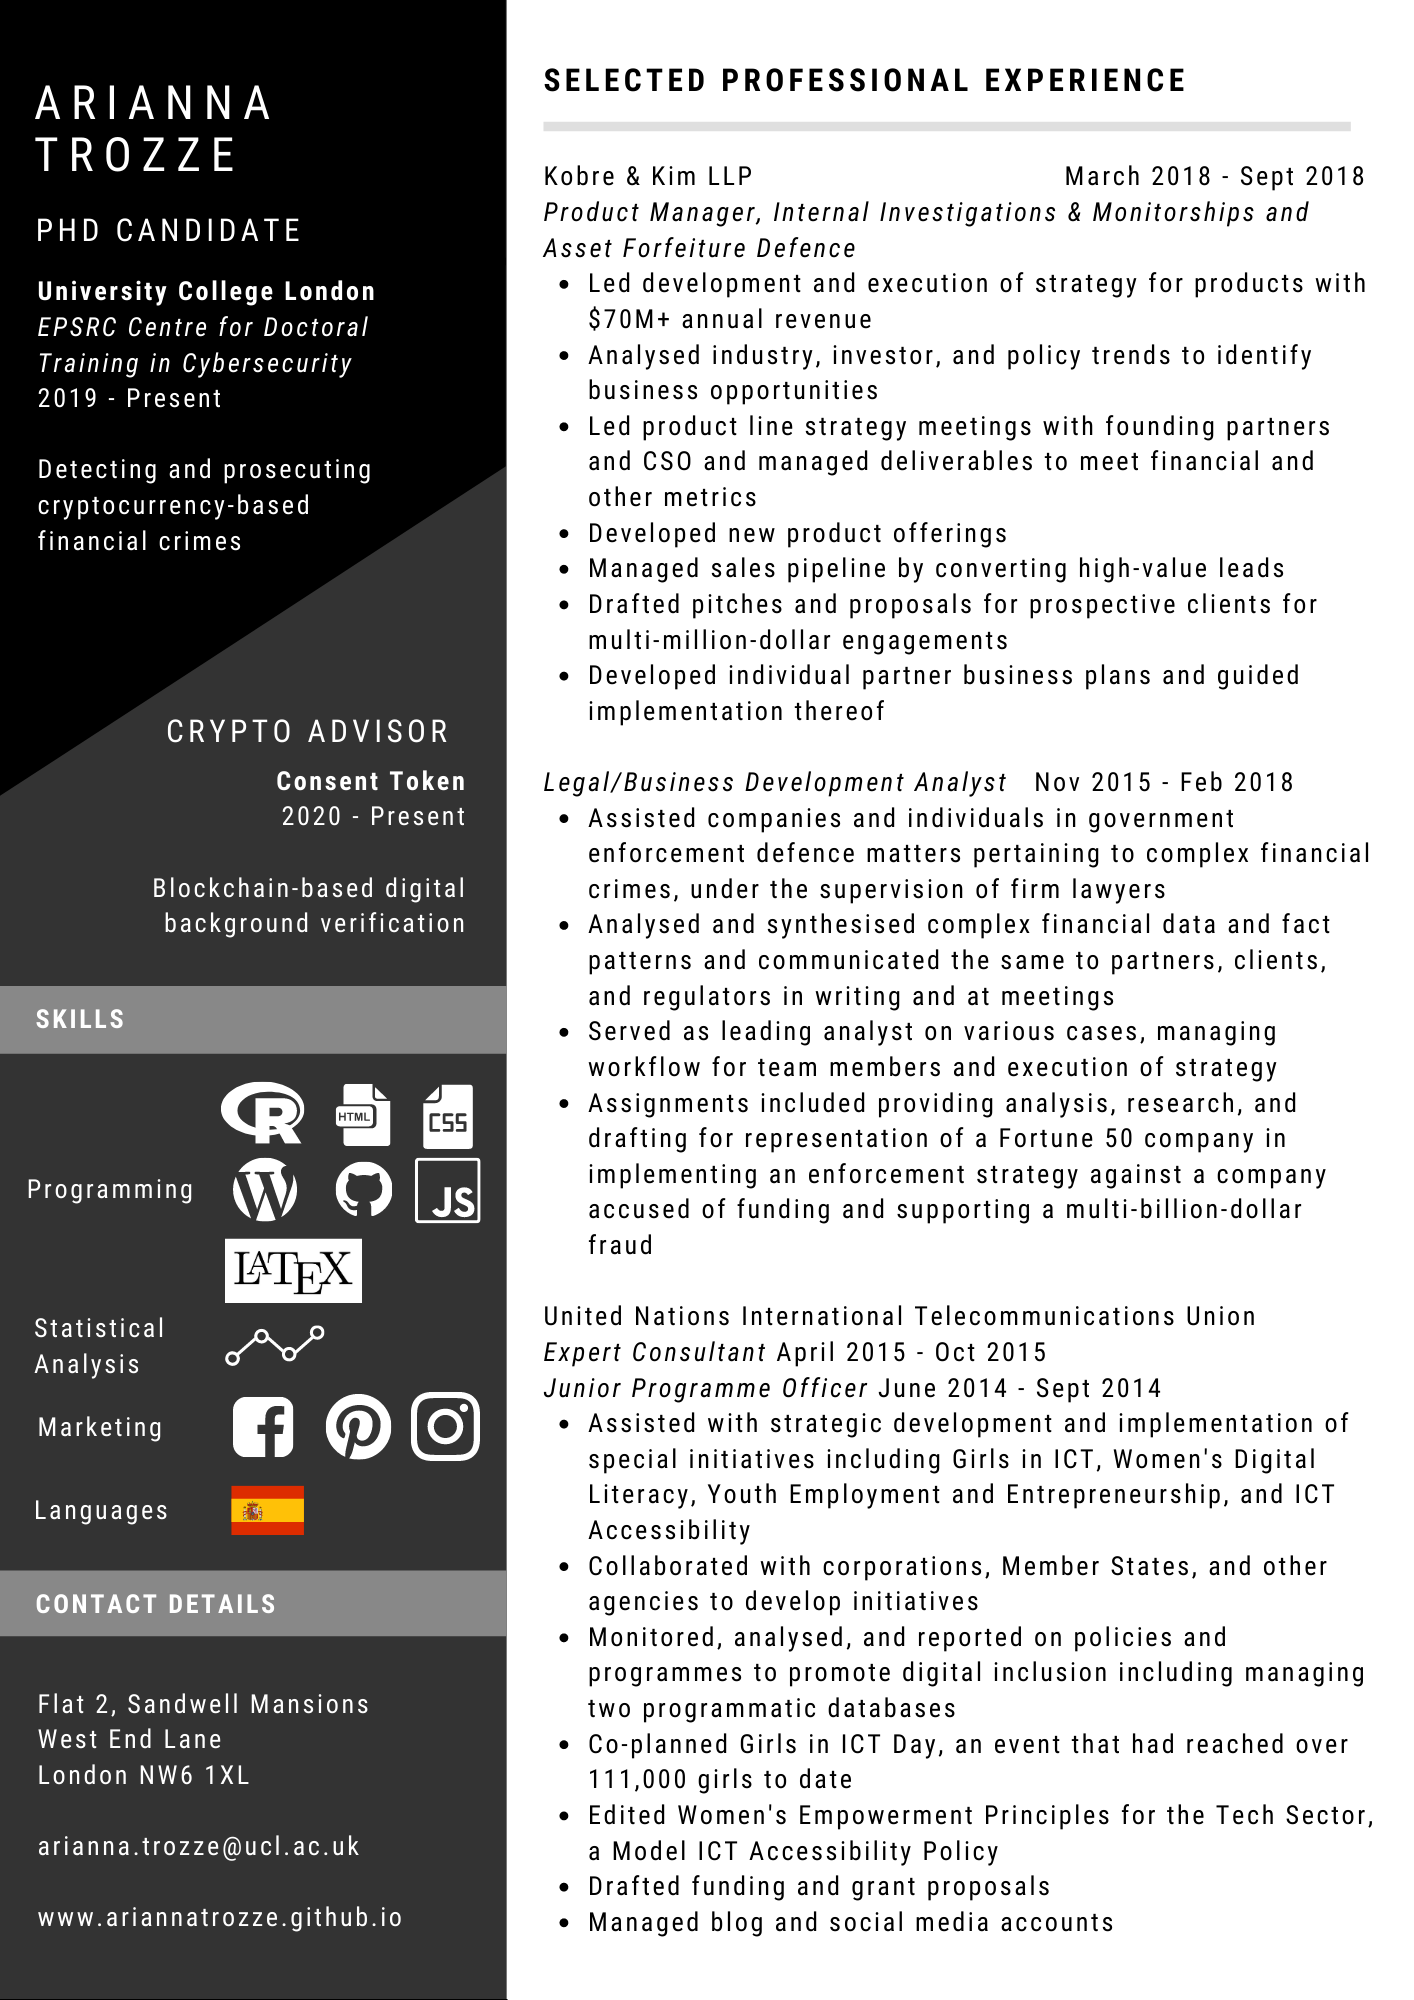 ARIANNA
TROZZE
PHD CANDIDATE
University College London
EPSRC Centre for Doctoral
Training in Cybersecurity
2019 - Present
Detecting and prosecuting
cryptocurrency-based
financial crimes
CRYPTO ADVISOR
Consent Token
2020 - Present
Blockchain-based digital
background verification
SKILLS
Programming
R
HTML
CSS
W
JS
LATEX
Statistical
Analysis
Marketing
Languages
CONTACT DETAILS
Flat 2, Sandwell Mansions
West End Lane
London NW6 1XL
arianna.trozze@ucl.ac.uk
www.ariannatrozze.github.io
SELECTED PROFESSIONAL EXPERIENCE
Kobre & Kim LLP March 2018 - Sept 2018
Product Manager, Internal Investigations & Monitorships and
Asset Forfeiture Defence
• Led development and execution of strategy for products with
$70M+ annual revenue
• Analysed industry, investor, and policy trends to identify
business opportunities
• Led product line strategy meetings with founding partners
and CSO and managed deliverables to meet financial and
other metrics
• Developed new product offerings
• Managed sales pipeline by converting high-value leads
• Drafted pitches and proposals for prospective clients for
multi-million-dollar engagements
• Developed individual partner business plans and guided
implementation thereof
Legal/Business Development Analyst Nov 2015 - Feb 2018
• Assisted companies and individuals in government
enforcement defence matters pertaining to complex financial
crimes, under the supervision of firm lawyers
• Analysed and synthesised complex financial data and fact
patterns and communicated the same to partners, clients,
and regulators in writing and at meetings
• Served as leading analyst on various cases, managing
workflow for team members and execution of strategy
• Assignments included providing analysis, research, and
drafting for representation of a Fortune 50 company in
implementing an enforcement strategy against a company
accused of funding and supporting a multi-billion-dollar
fraud
United Nations International Telecommunications Union
Expert Consultant April 2015 - Oct 2015
Junior Programme Officer June 2014 - Sept 2014
• Assisted with strategic development and implementation of
special initiatives including Girls in ICT, Women's Digital
Literacy, Youth Employment and Entrepreneurship, and ICT
Accessibility
• Collaborated with corporations, Member States, and other
agencies to develop initiatives
• Monitored, analysed, and reported on policies and
programmes to promote digital inclusion including managing
two programmatic databases
• Co-planned Girls in ICT Day, an event that had reached over
111,000 girls to date
• Edited Women's Empowerment Principles for the Tech Sector,
a Model ICT Accessibility Policy
• Drafted funding and grant proposals
• Managed blog and social media accounts